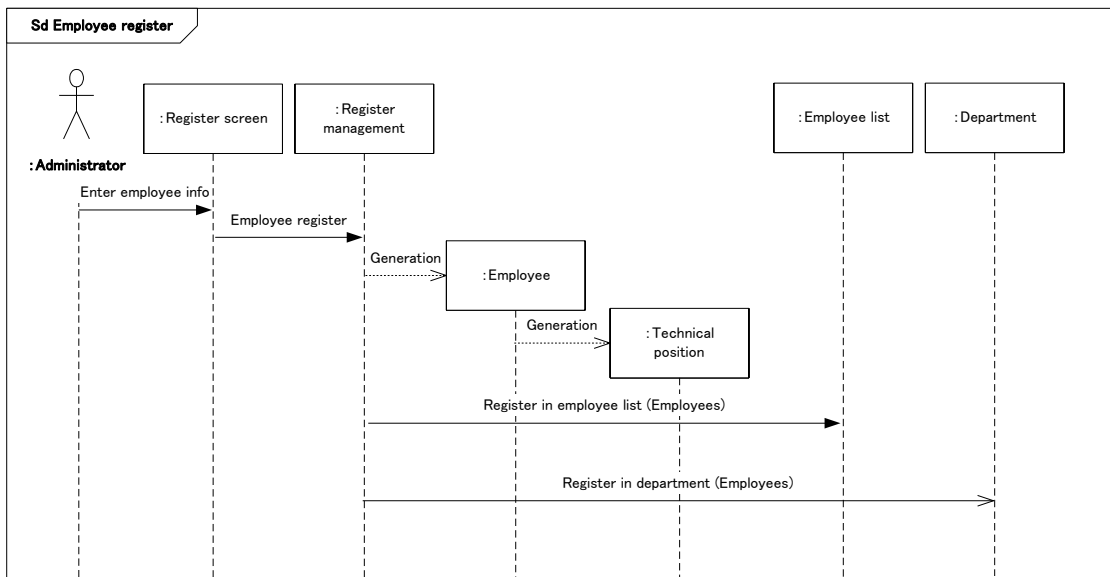 Sd Employee register
:Register screen
:Register
management
:Employee list
:Department
:Administrator
Enter employee info
Employee register
Generation
:Employee
Generation
:Technical
position
Register in employee list (Employees)
Register in department (Employees)